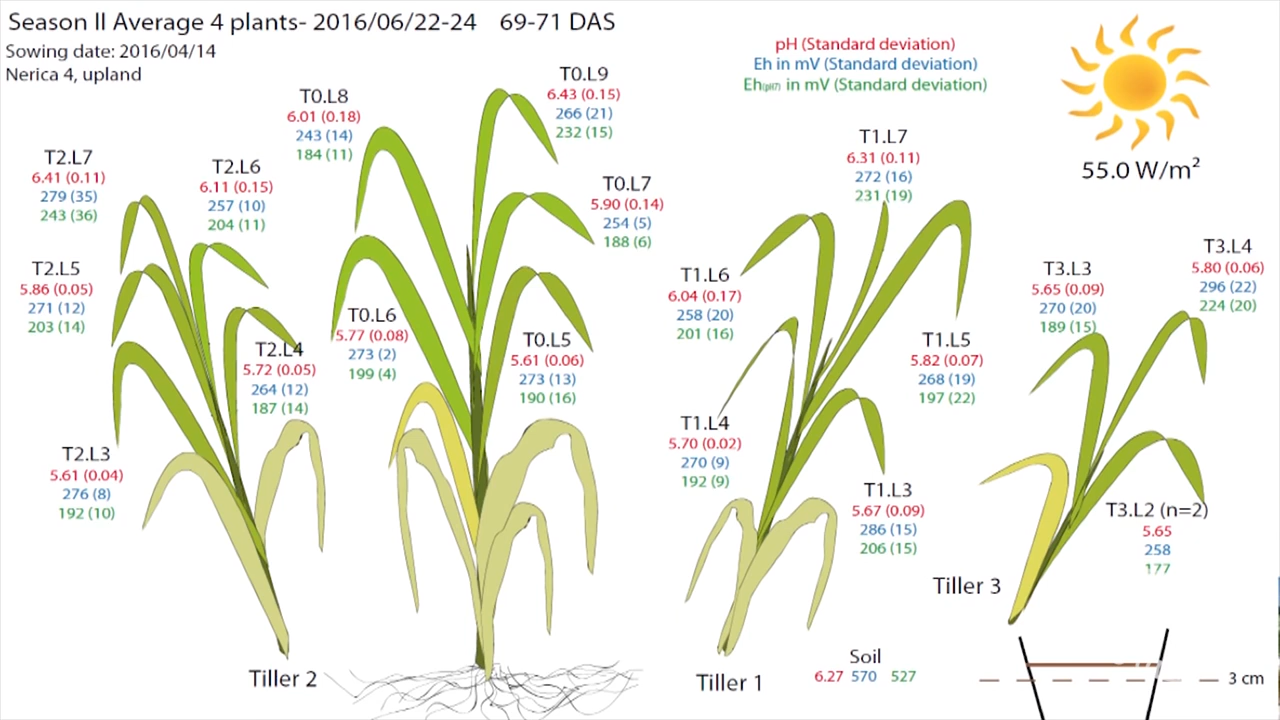 Season II Average 4 plants- 2016/06/22-24 69-71 DAS
Sowing date: 2016/04/14
Nerica 4, upland
pH (Standard deviation)
Eh in mV (Standard deviation)
Eh(pH7) in mV (Standard deviation)
55.0 W/m²
T2.L7
6.41 (0.11)
279 (35)
243 (36)
T2.L6
6.11 (0.15)
257 (10)
204 (11)
T2.L5
5.86 (0.05)
271 (12)
203 (14)
T2.L4
5.72 (0.05)
264 (12)
187 (14)
T2.L3
5.61 (0.04)
276 (8)
192 (10)
Tiller 2
T0.L8
6.01 (0.18)
243 (14)
184 (11)
T0.L9
6.43 (0.15)
266 (21)
232 (15)
T0.L7
5.90 (0.14)
254 (5)
188 (6)
T0.L6
5.77 (0.08)
273 (2)
199 (4)
T0.L5
5.61 (0.06)
273 (13)
190 (16)
T1.L7
6.31 (0.11)
272 (16)
231 (19)
T1.L6
6.04 (0.17)
258 (20)
201 (16)
T1.L5
5.82 (0.07)
268 (19)
197 (22)
T1.L4
5.70 (0.02)
270 (9)
192 (9)
T1.L3
5.67 (0.09)
286 (15)
206 (15)
Tiller 1
T3.L4
5.80 (0.06)
296 (22)
224 (20)
T3.L3
5.65 (0.09)
270 (20)
189 (15)
T3.L2 (n=2)
5.65
258
177
Tiller 3
Soil
6.27 570 527
3 cm